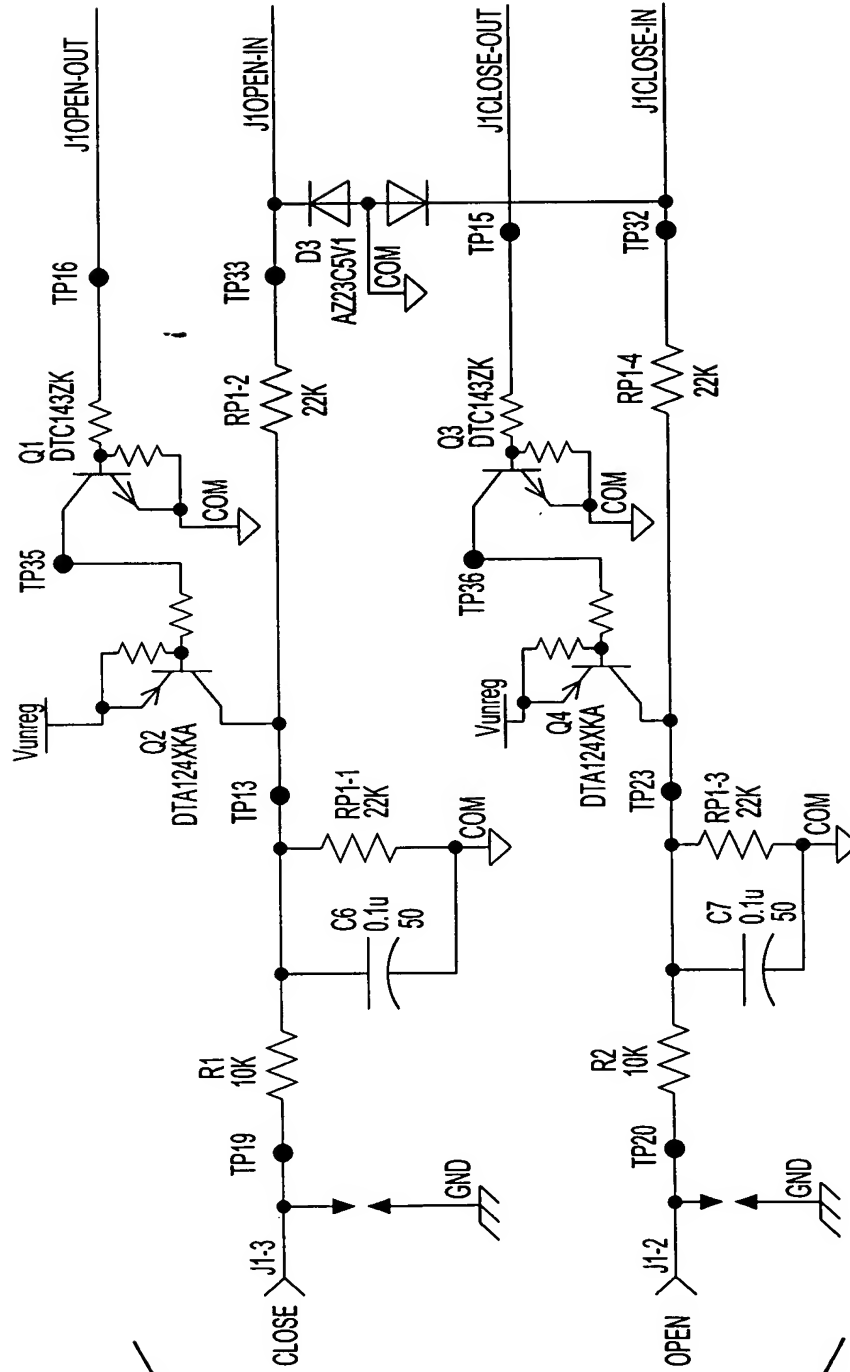 J1OPEN-OUT
TP16
Q1
DTC143ZK
COM
TP35
Vunreg
Q2
DTA124XKA
J1OPEN-IN
TP33
RP1-2
22K
TP13
RP1-1
22K
COM
C6
0.1u
50
R1
10K
TP19
GND
J1-3
CLOSE
D3
AZ23C5V1
COM
J1CLOSE-OUT
TP15
Q3
DTC143ZK
COM
TP36
Vunreg
Q4
DTA124XKA
J1CLOSE-IN
TP32
RP1-4
22K
TP23
RP1-3
22K
COM
C7
0.1u
50
R2
10K
TP20
GND
J1-2
OPEN